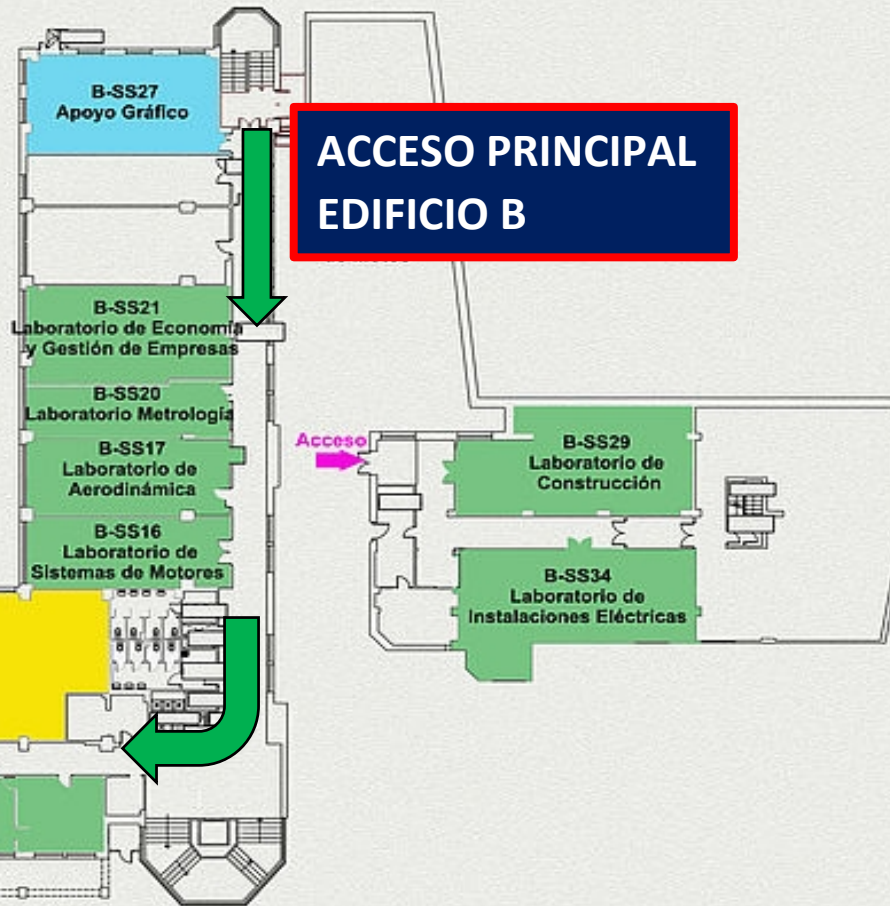 B-SS27
Apoyo Gráfico
ACCESO PRINCIPAL
EDIFICIO B
B-SS21
Laboratorio de Economía
y Gestión de Empresas
B-SS20
Laboratorio Metrología
B-SS17
Laboratorio de
Aerodinámica
B-SS16
Laboratorio de
Sistemas de Motores
Acceso
B-SS29
Laboratorio de
Construcción
B-SS34
Laboratorio de
Instalaciones Eléctricas